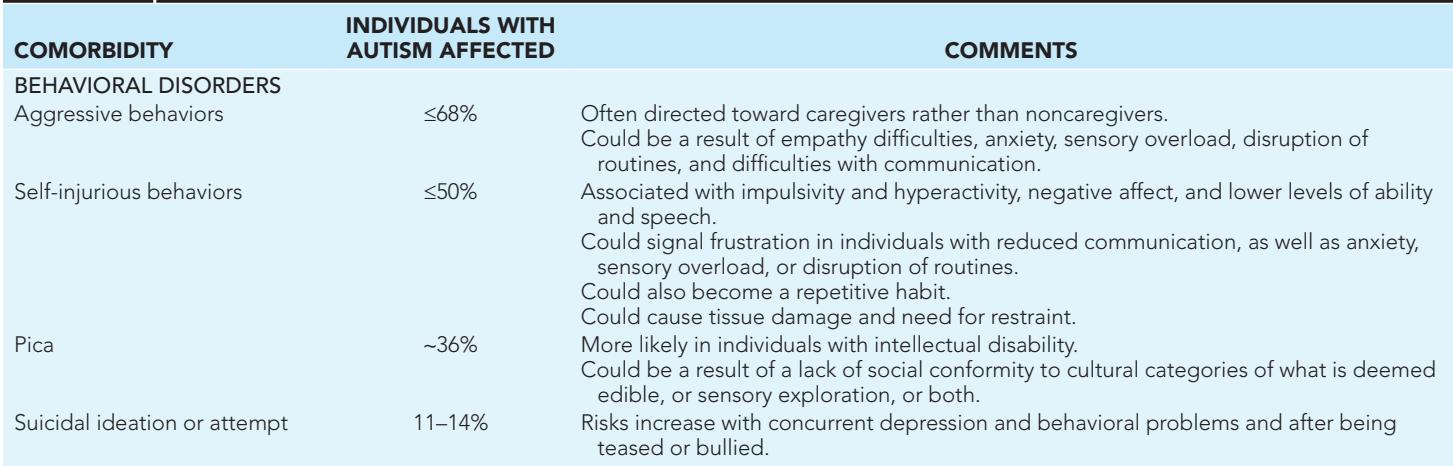 COMORBIDITY INDIVIDUALS WITH AUTISM AFFECTED COMMENTS
BEHAVIORAL DISORDERS
Aggressive behaviors ≤68% Often directed toward caregivers rather than noncaregivers.
Could be a result of empathy difficulties, anxiety, sensory overload, disruption of
routines, and difficulties with communication.
Self-injurious behaviors ≤50% Associated with impulsivity and hyperactivity, negative affect, and lower levels of ability
and speech.
Could signal frustration in individuals with reduced communication, as well as anxiety,
sensory overload, or disruption of routines.
Could also become a repetitive habit.
Could cause tissue damage and need for restraint.
Pica ~36% More likely in individuals with intellectual disability.
Could be a result of a lack of social conformity to cultural categories of what is deemed
edible, or sensory exploration, or both.
Suicidal ideation or attempt 11–14% Risks increase with concurrent depression and behavioral problems and after being
teased or bullied.